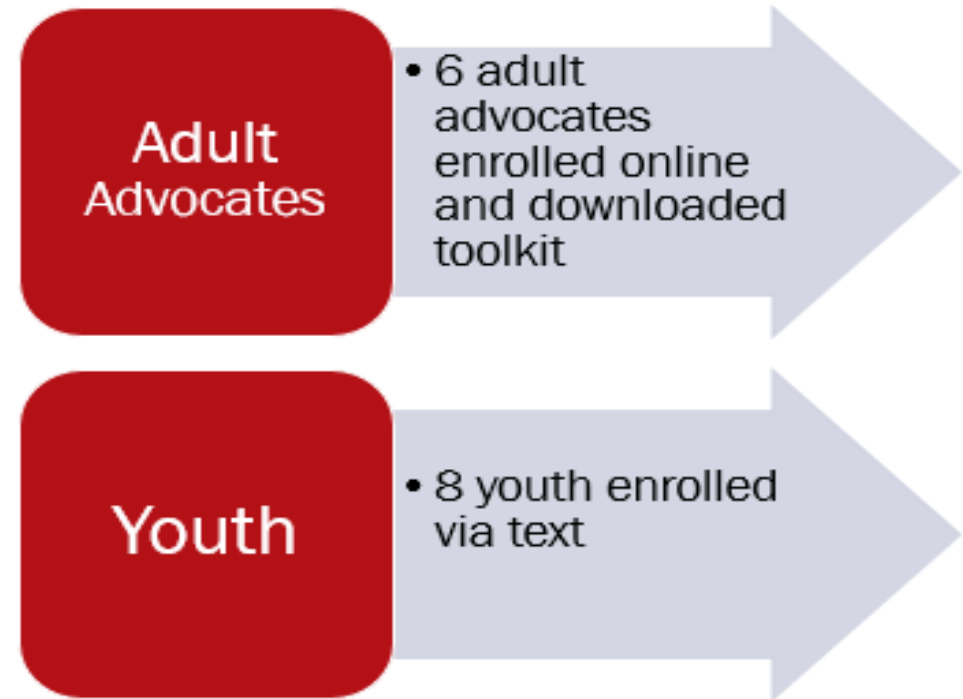 Adult
Advocates
• 6 adult
advocates
enrolled online
and downloaded
toolkit
Youth
• 8 youth enrolled
via text